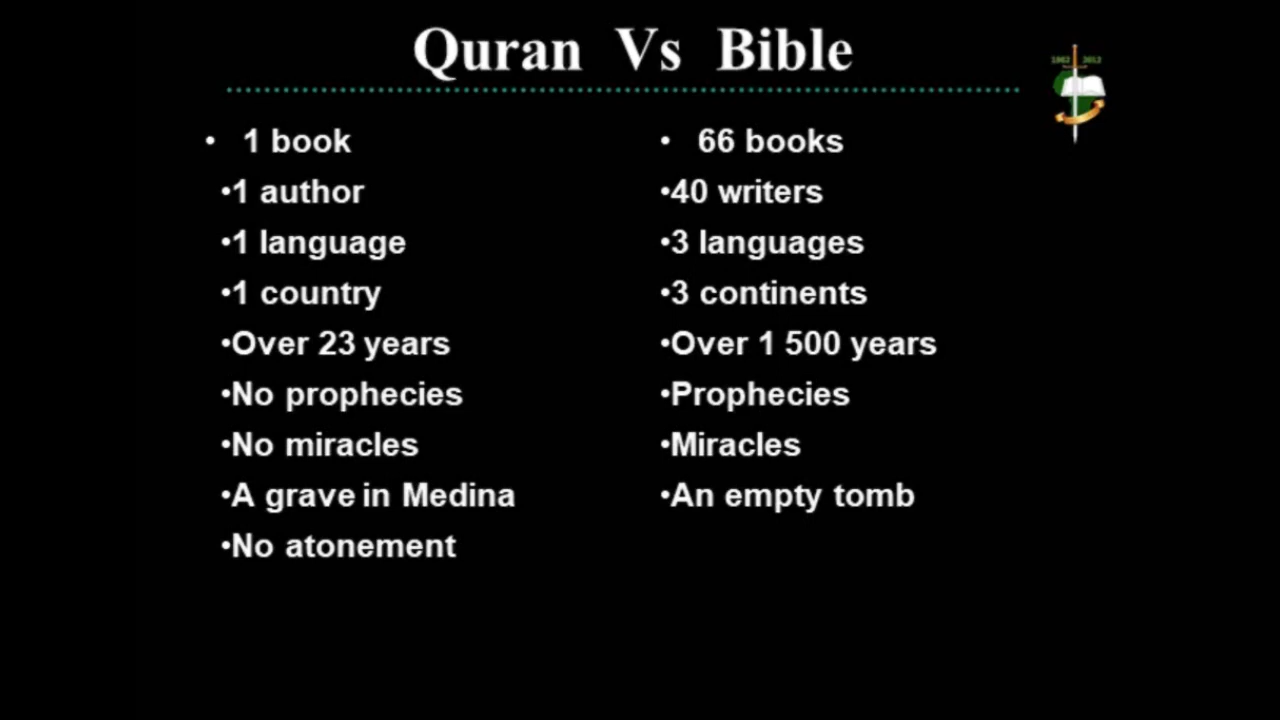 Quran Vs Bible
• 1 book
•1 author
•1 language
•1 country
•Over 23 years
•No prophecies
•No miracles
•A grave in Medina
•No atonement
• 66 books
•40 writers
•3 languages
•3 continents
•Over 1 500 years
•Prophecies
•Miracles
•An empty tomb